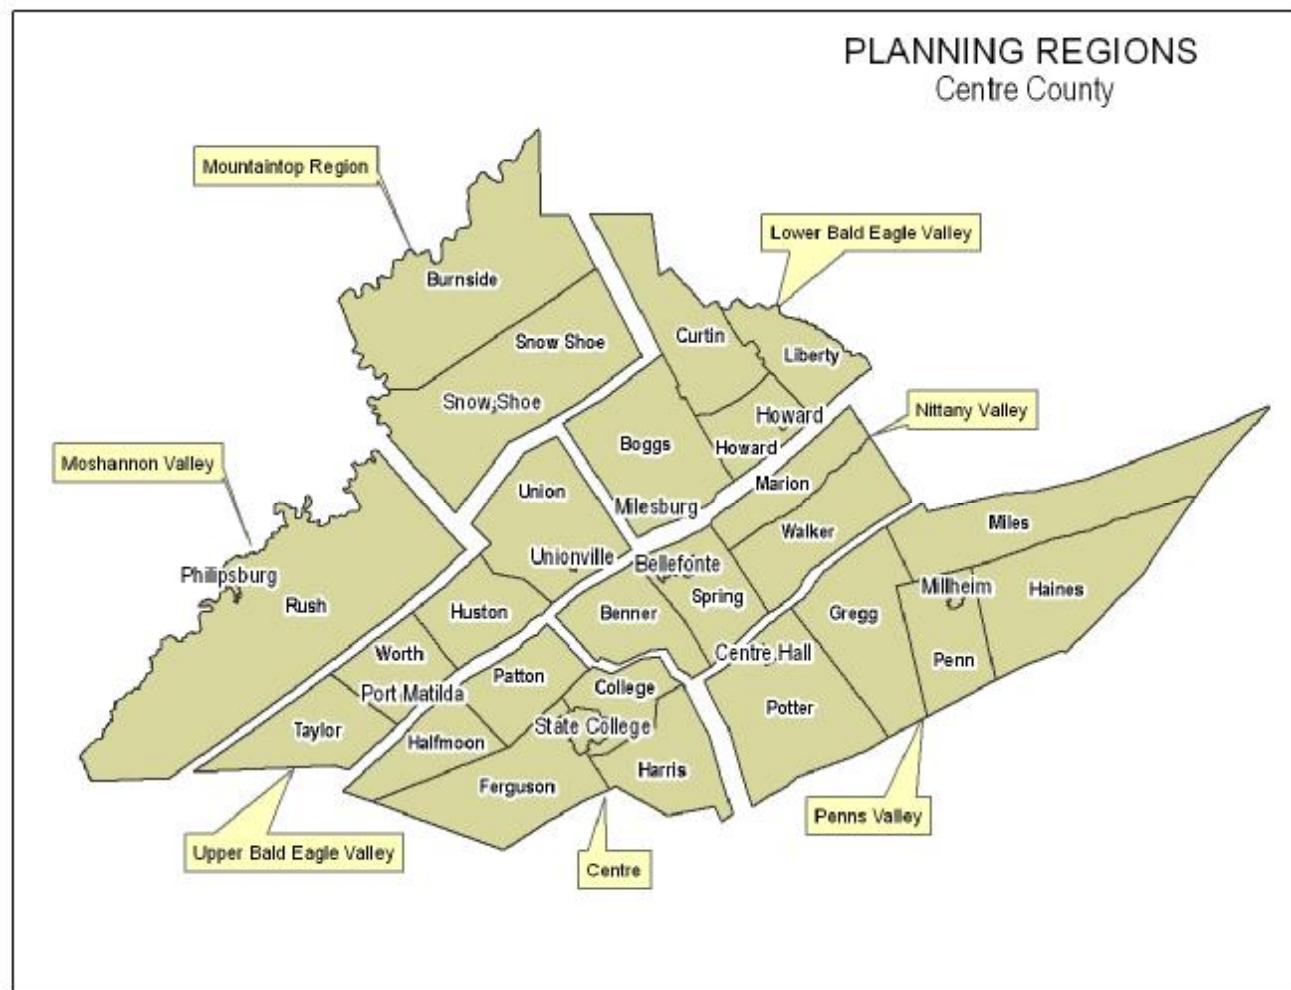 PLANNING REGIONS
Centre County
Mountaintop Region
Lower Bald Eagle Valley
Burnside
Snow Shoe
Curtin
Liberty
Snow Shoe
Howard
Nittany Valley
Boggs
Howard
Moshannon Valley
Union
Marion
Milesburg
Miles
Walker
Unionville
Bellefonte
Philipsburg
Rush
Huston
Benner
Spring
Gregg
Millheim
Haines
Worth
Centre Hall
Penn
Port Matilda
Patton
College
Potter
Taylor
Halfmoon
State College
Harris
Ferguson
Penns Valley
Upper Bald Eagle Valley
Centre